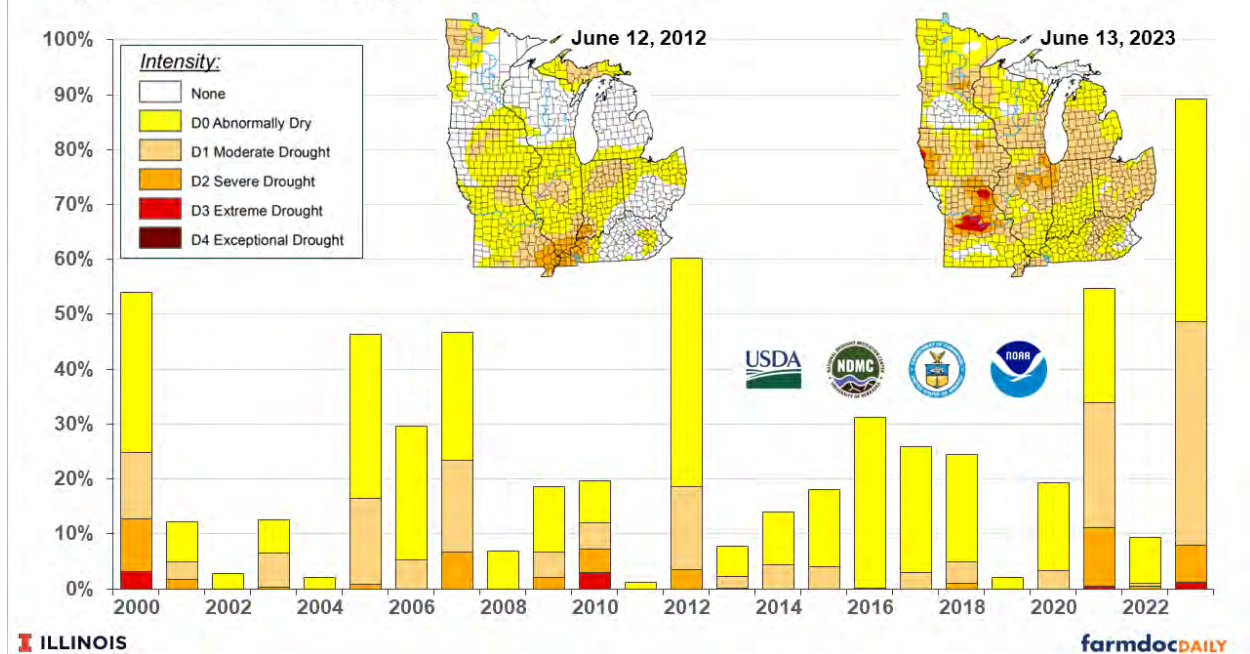 100%
90%
80%
70%
60%
50%
40%
30%
20%
10%
0%
Intensity:
None
D0 Abnormally Dry
D1 Moderate Drought
D2 Severe Drought
D3 Extreme Drought
D4 Exceptional Drought
June 12, 2012
June 13, 2023
USDA
NDMC
NOAA
2000 2002 2004 2006 2008 2010 2012 2014 2016 2018 2020 2022
I ILLINOIS
farmdocDAILY